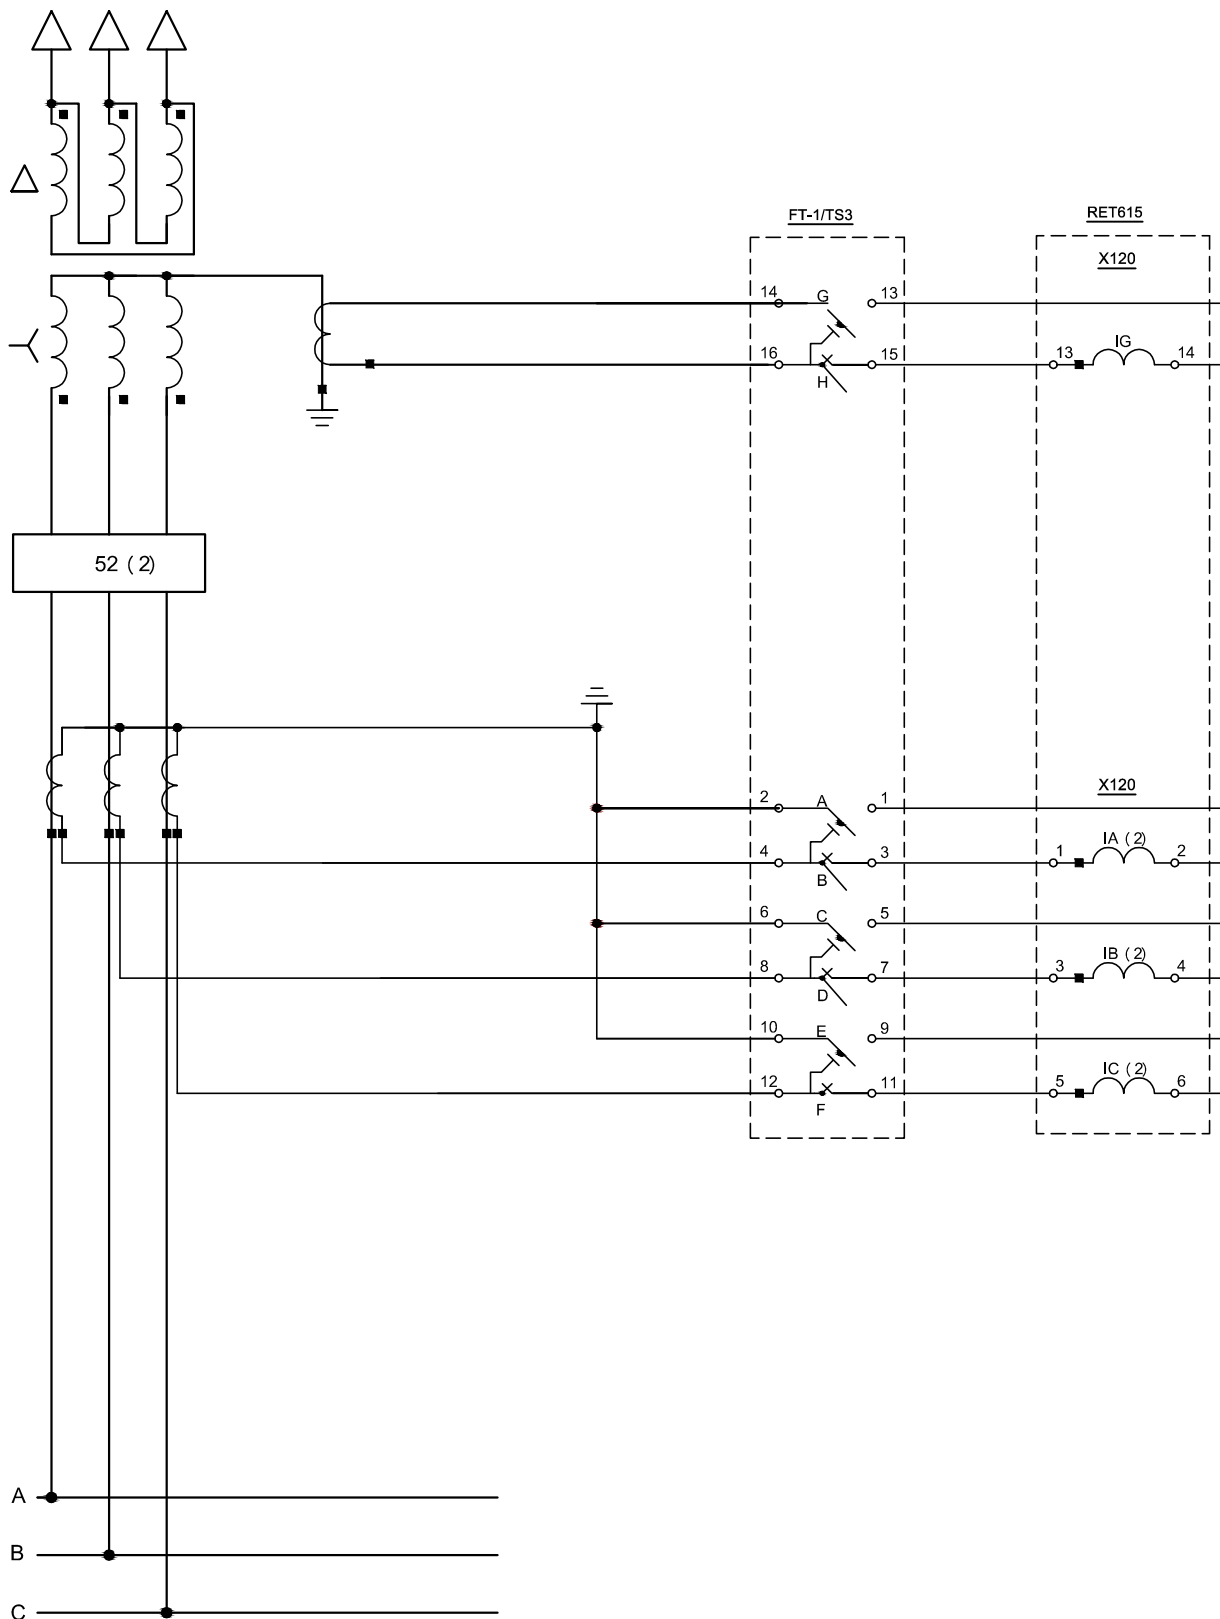 FT-1/TS3
RET615
X120
14 G 13
16 H 15
13 IG 14
52 (2)
X120
2 A 1
4 B 3
1 IA (2) 2
6 C 5
8 D 7
3 IB (2) 4
10 E 9
12 F 11
5 IC (2) 6
A
B
C